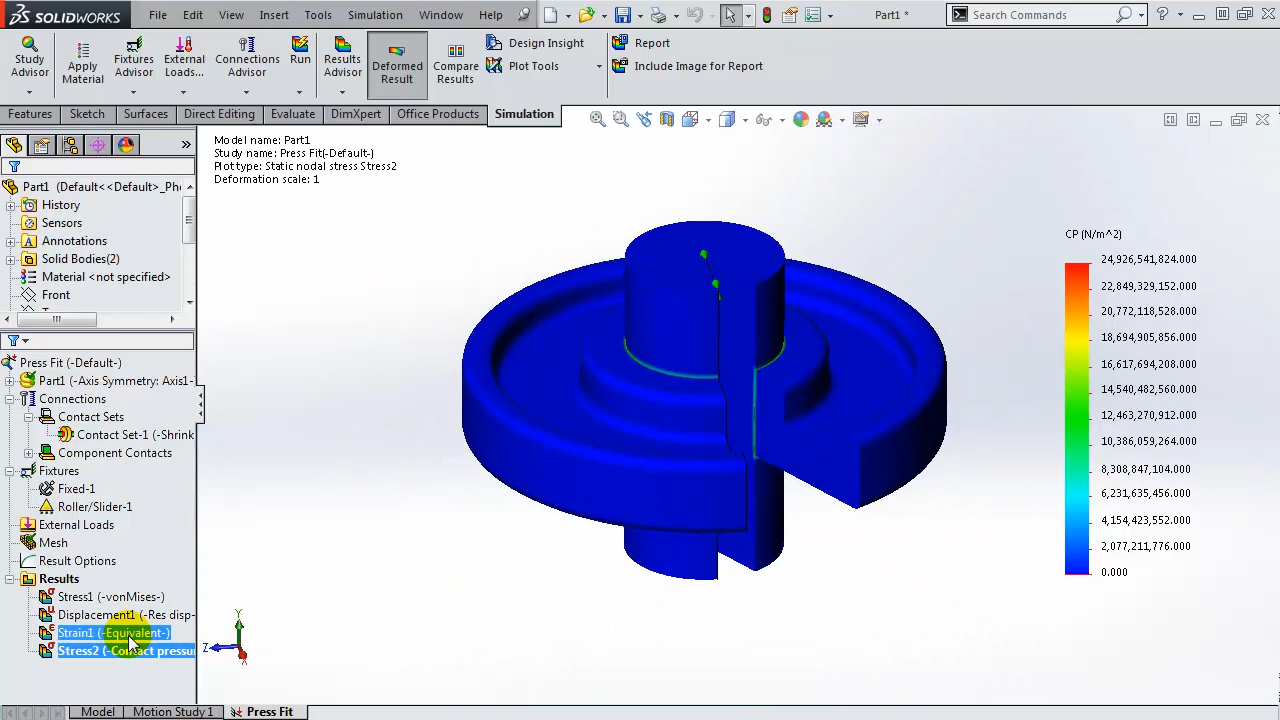 SOLIDWORKS File Edit View Insert Tools Simulation Window Help Part1 * Search Commands
Study Advisor
Apply Material
Fixtures Advisor
External Loads...
Connections Advisor
Run
Results Advisor
Deformed Result
Compare Results
Design Insight
Plot Tools
Report
Include Image for Report
Features Sketch Surfaces Direct Editing Evaluate DimXpert Office Products Simulation
Part1 (Default<<Default>_Ph
History
Sensors
Annotations
Solid Bodies(2)
Material <not specified>
Front
Press Fit (-Default-)
Part1 (-Axis Symmetry: Axis1-
Connections
Contact Sets
Contact Set-1 (-Shrink
Component Contacts
Fixtures
Fixed-1
Roller/Slider-1
External Loads
Mesh
Result Options
Results
Stress1 (-vonMises-)
Displacement1 (-Res disp-
Strain1 (-Equivalent-)
Stress2 (-Contact pressur
Model name: Part1
Study name: Press Fit(-Default-)
Plot type: Static nodal stress Stress2
Deformation scale: 1
CP (N/m^2)
24,926,541,824.000
22,849,328,128.000
20,772,118,528.000
18,694,905,856.000
16,617,694,208.000
14,540,482,560.000
12,463,270,912.000
10,386,059,264.000
8,308,847,104.000
6,231,635,456.000
4,154,423,552.000
2,077,211,776.000
0.000
Y
Z
X
Model Motion Study 1 Press Fit